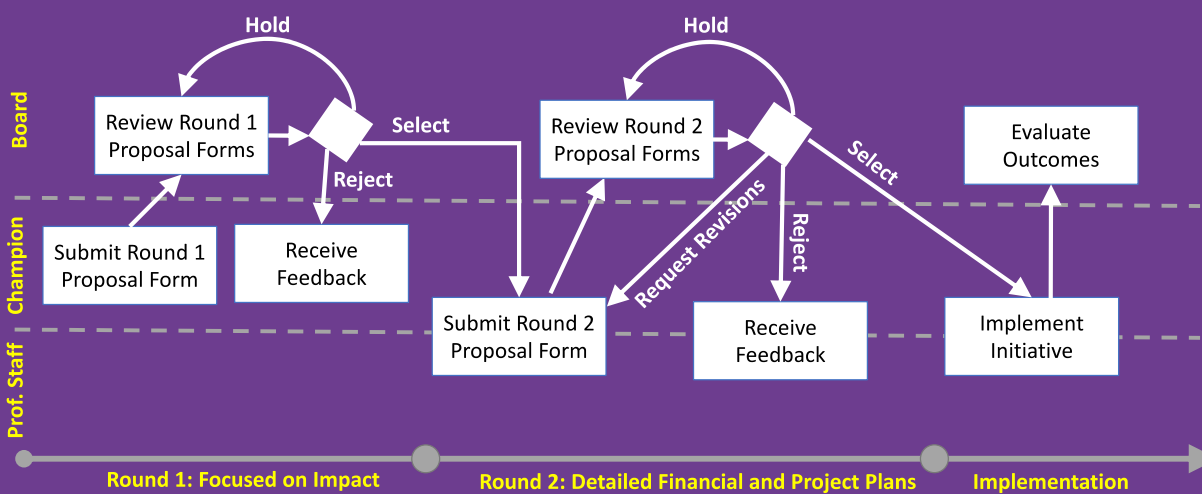 Hold
Hold
Board
Review Round 1
Proposal Forms
Select
Reject
Review Round 2
Proposal Forms
Select
Evaluate
Outcomes
Champion
Submit Round 1
Proposal Form
Receive
Feedback
Request Revisions
Reject
Submit Round 2
Proposal Form
Receive
Feedback
Implement
Initiative
Prof. Staff
Round 1: Focused on Impact
Round 2: Detailed Financial and Project Plans
Implementation